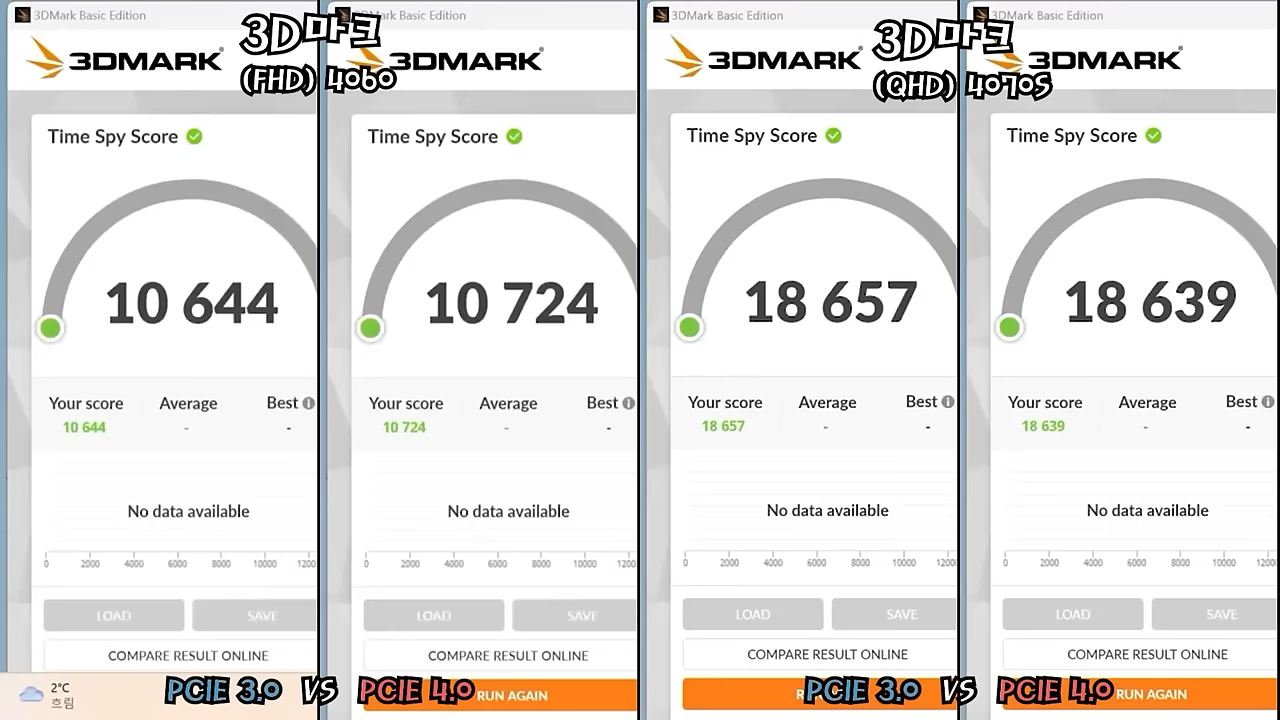 3DMark Basic Edition
3DMARK
Time Spy Score
10 644
Your score Average Best
10 644 - -
No data available
0 2000 4000 6000 8000 10000 1200
LOAD SAVE
COMPARE RESULT ONLINE
2°C
흐림
3DMark Basic Edition
3DMARK
Time Spy Score
10 724
Your score Average Best
10 724 - -
No data available
0 2000 4000 6000 8000 10000 1200
LOAD SAVE
COMPARE RESULT ONLINE
RUN AGAIN
3D마크
(FHD) 4060
PCIE 3.0 VS PCIE 4.0
3DMark Basic Edition
3DMARK
Time Spy Score
18 657
Your score Average Best
18 657 - -
No data available
0 2000 4000 6000 8000 10000
LOAD SAVE
COMPARE RESULT ONLINE
3DMark Basic Edition
3DMARK
Time Spy Score
18 639
Your score Average Best
18 639 - -
No data available
0 2000 4000 6000 8000 10000 1200
LOAD SAVE
COMPARE RESULT ONLINE
RUN AGAIN
3D마크
(QHD) 4070S
PCIE 3.0 VS PCIE 4.0